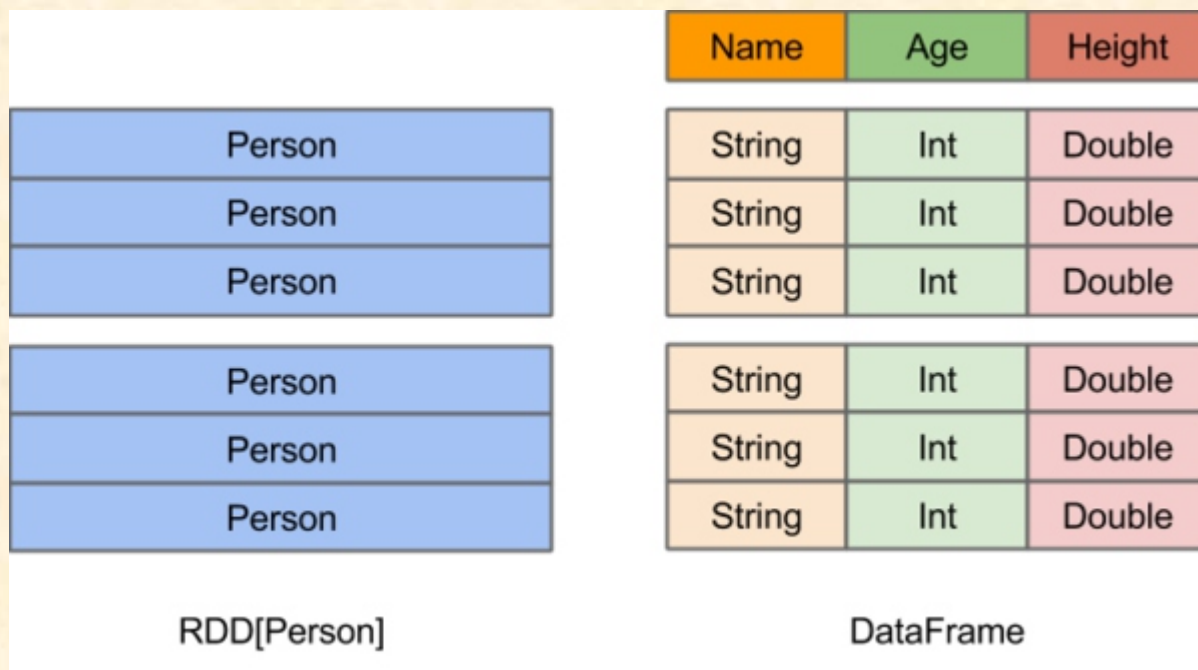 Name Age Height
Person String Int Double
Person String Int Double
Person String Int Double
Person String Int Double
Person String Int Double
Person String Int Double
RDD[Person] DataFrame